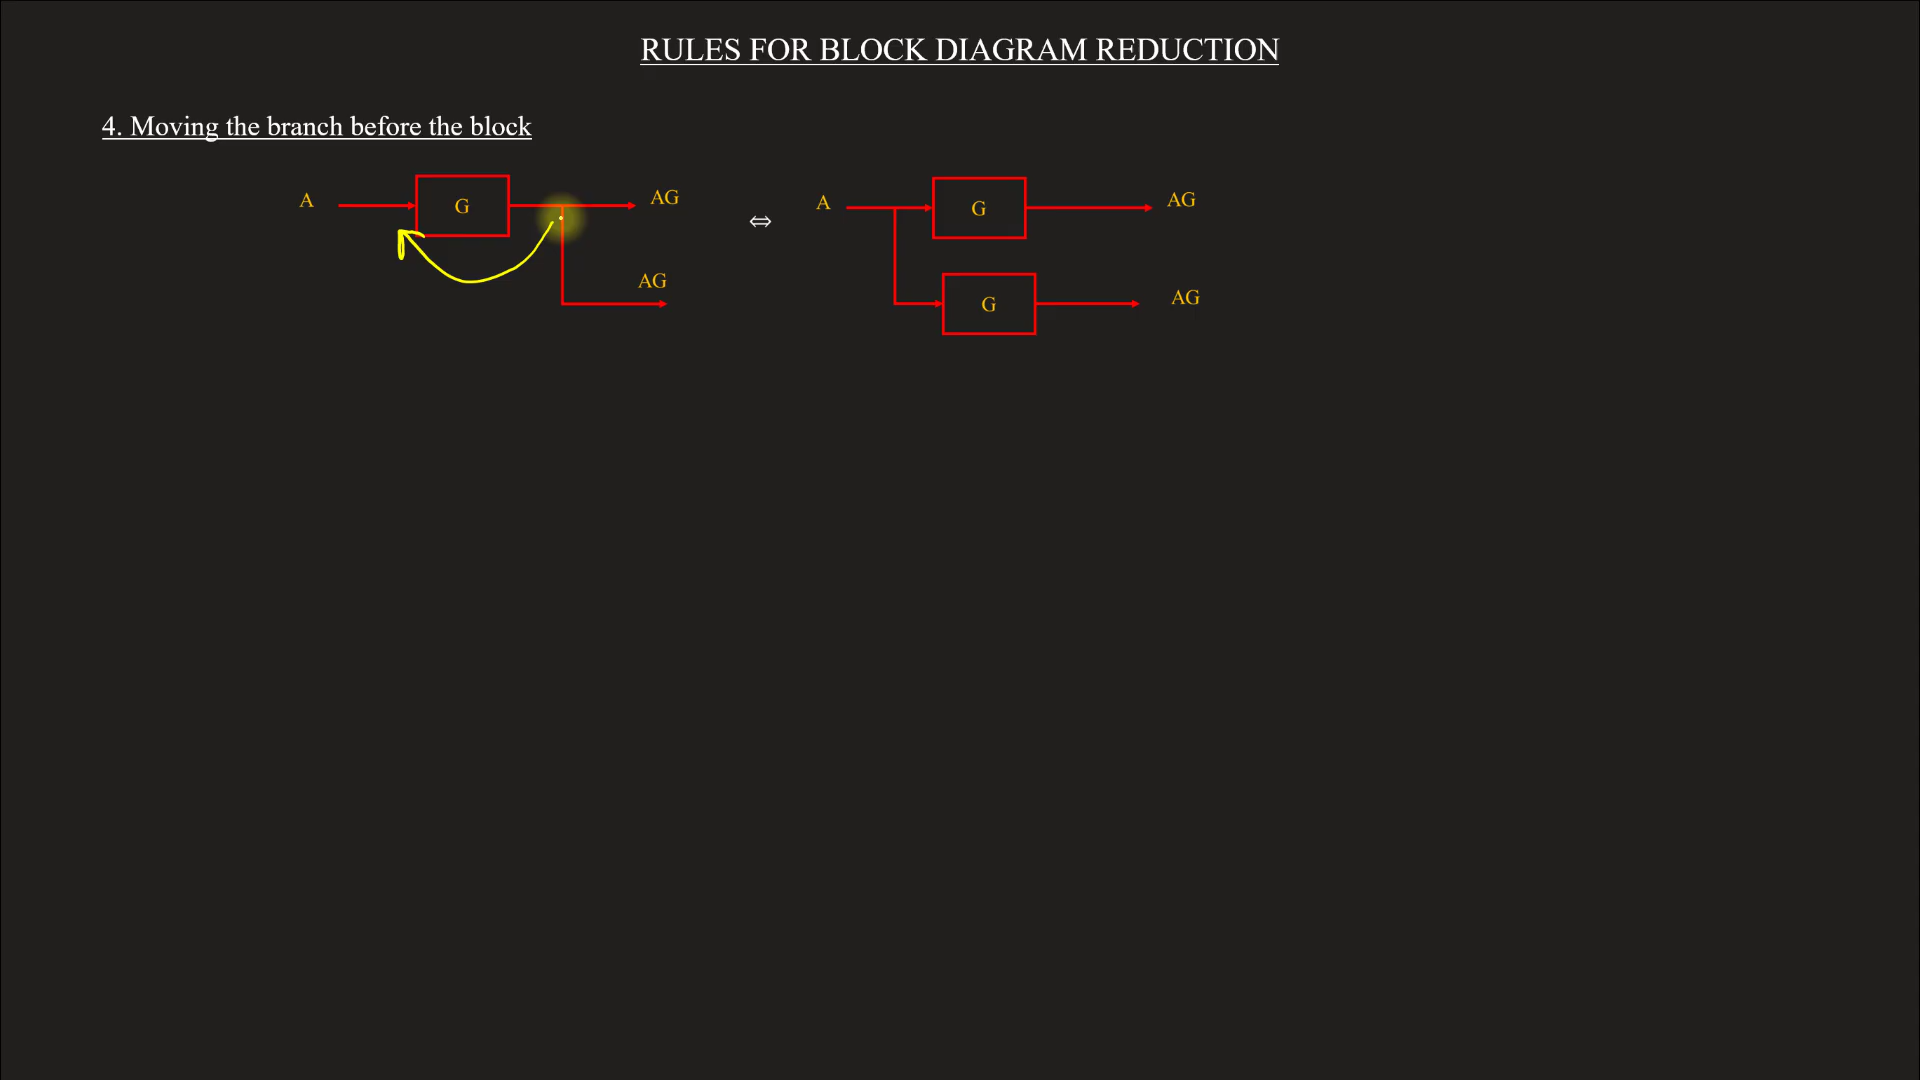 RULES FOR BLOCK DIAGRAM REDUCTION
4. Moving the branch before the block
A G AG ⇔ A G AG
AG G AG